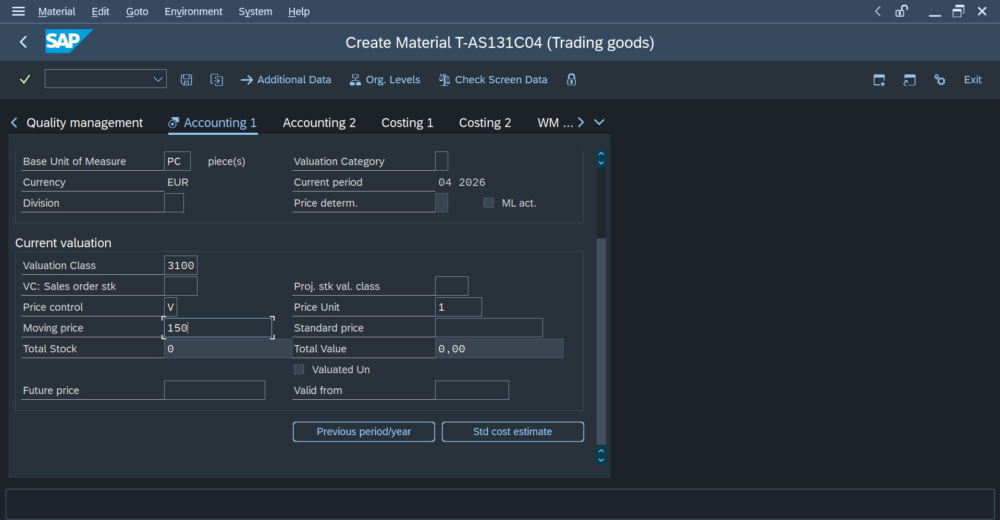 Material Edit Goto Environment System Help
SAP Create Material T-AS131C04 (Trading goods)
Additional Data Org. Levels Check Screen Data Exit
Quality management Accounting 1 Accounting 2 Costing 1 Costing 2 WM ...
Base Unit of Measure PC piece(s) Valuation Category
Currency EUR Current period 04 2026
Division Price determ. ML act.
Current valuation
Valuation Class 3100
VC: Sales order stk Proj. stk val. class
Price control V Price Unit 1
Moving price 150 Standard price
Total Stock 0 Total Value 0,00
Valuated Un
Future price Valid from
Previous period/year Std cost estimate